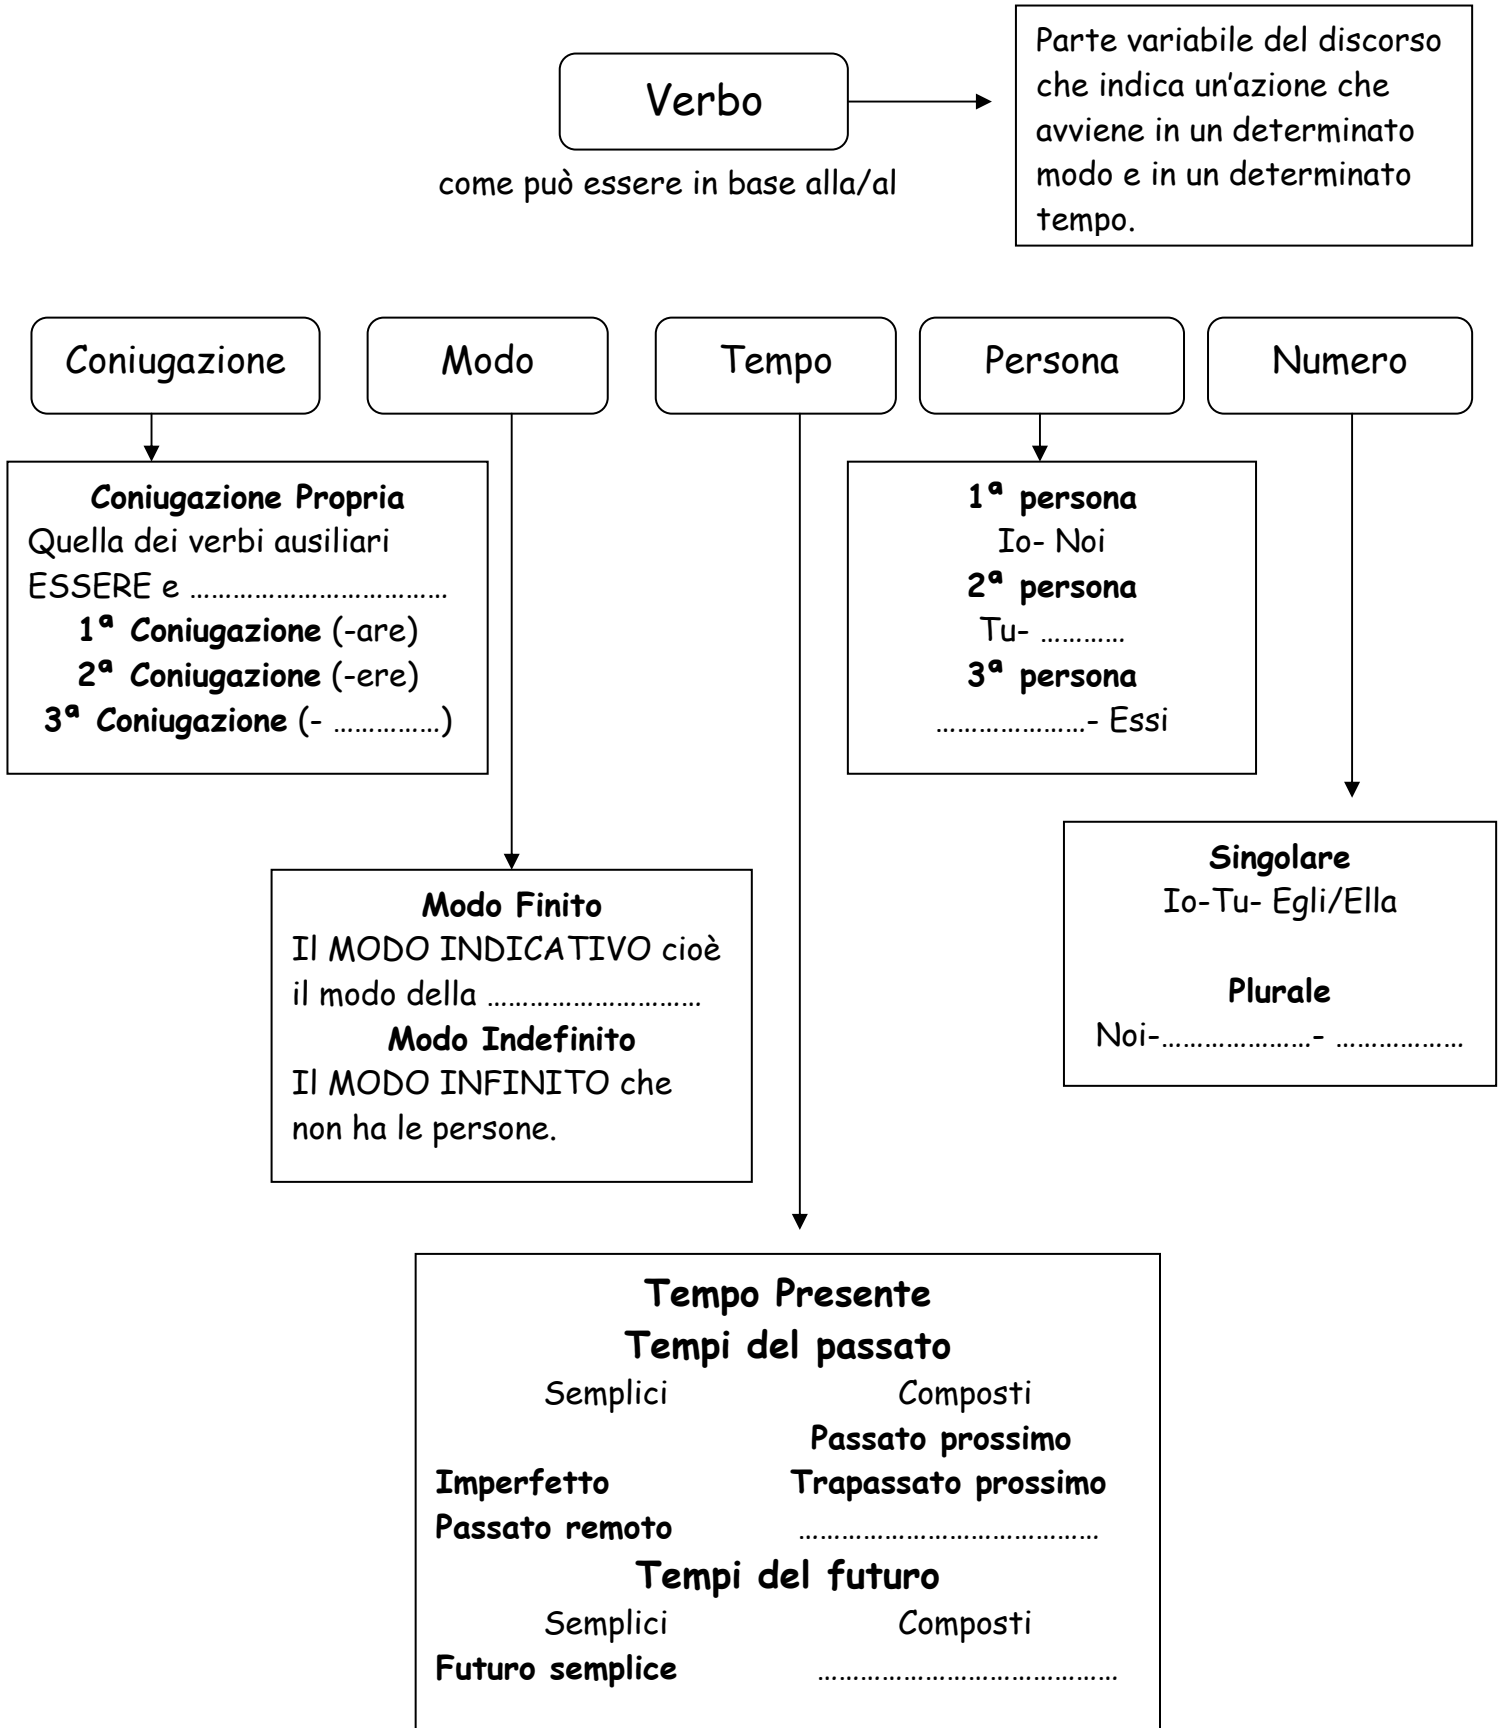 Verbo
Parte variabile del discorso
che indica un'azione che
avviene in un determinato
modo e in un determinato
tempo.
come può essere in base alla/al
Coniugazione
Modo
Tempo
Persona
Numero
Coniugazione Propria
Quella dei verbi ausiliari
ESSERE e ………………………………
1ª Coniugazione (-are)
2ª Coniugazione (-ere)
3ª Coniugazione (- ……………)
1ª persona
Io- Noi
2ª persona
Tu- …………
3ª persona
…………………- Essi
Singolare
Io-Tu- Egli/Ella
Plurale
Noi-…………………- ………………
Modo Finito
Il MODO INDICATIVO cioè
il modo della …………………………
Modo Indefinito
Il MODO INFINITO che
non ha le persone.
Tempo Presente
Tempi del passato
Semplici Composti
Passato prossimo
Imperfetto Trapassato prossimo
Passato remoto ……………………………………
Tempi del futuro
Semplici Composti
Futuro semplice ……………………………………